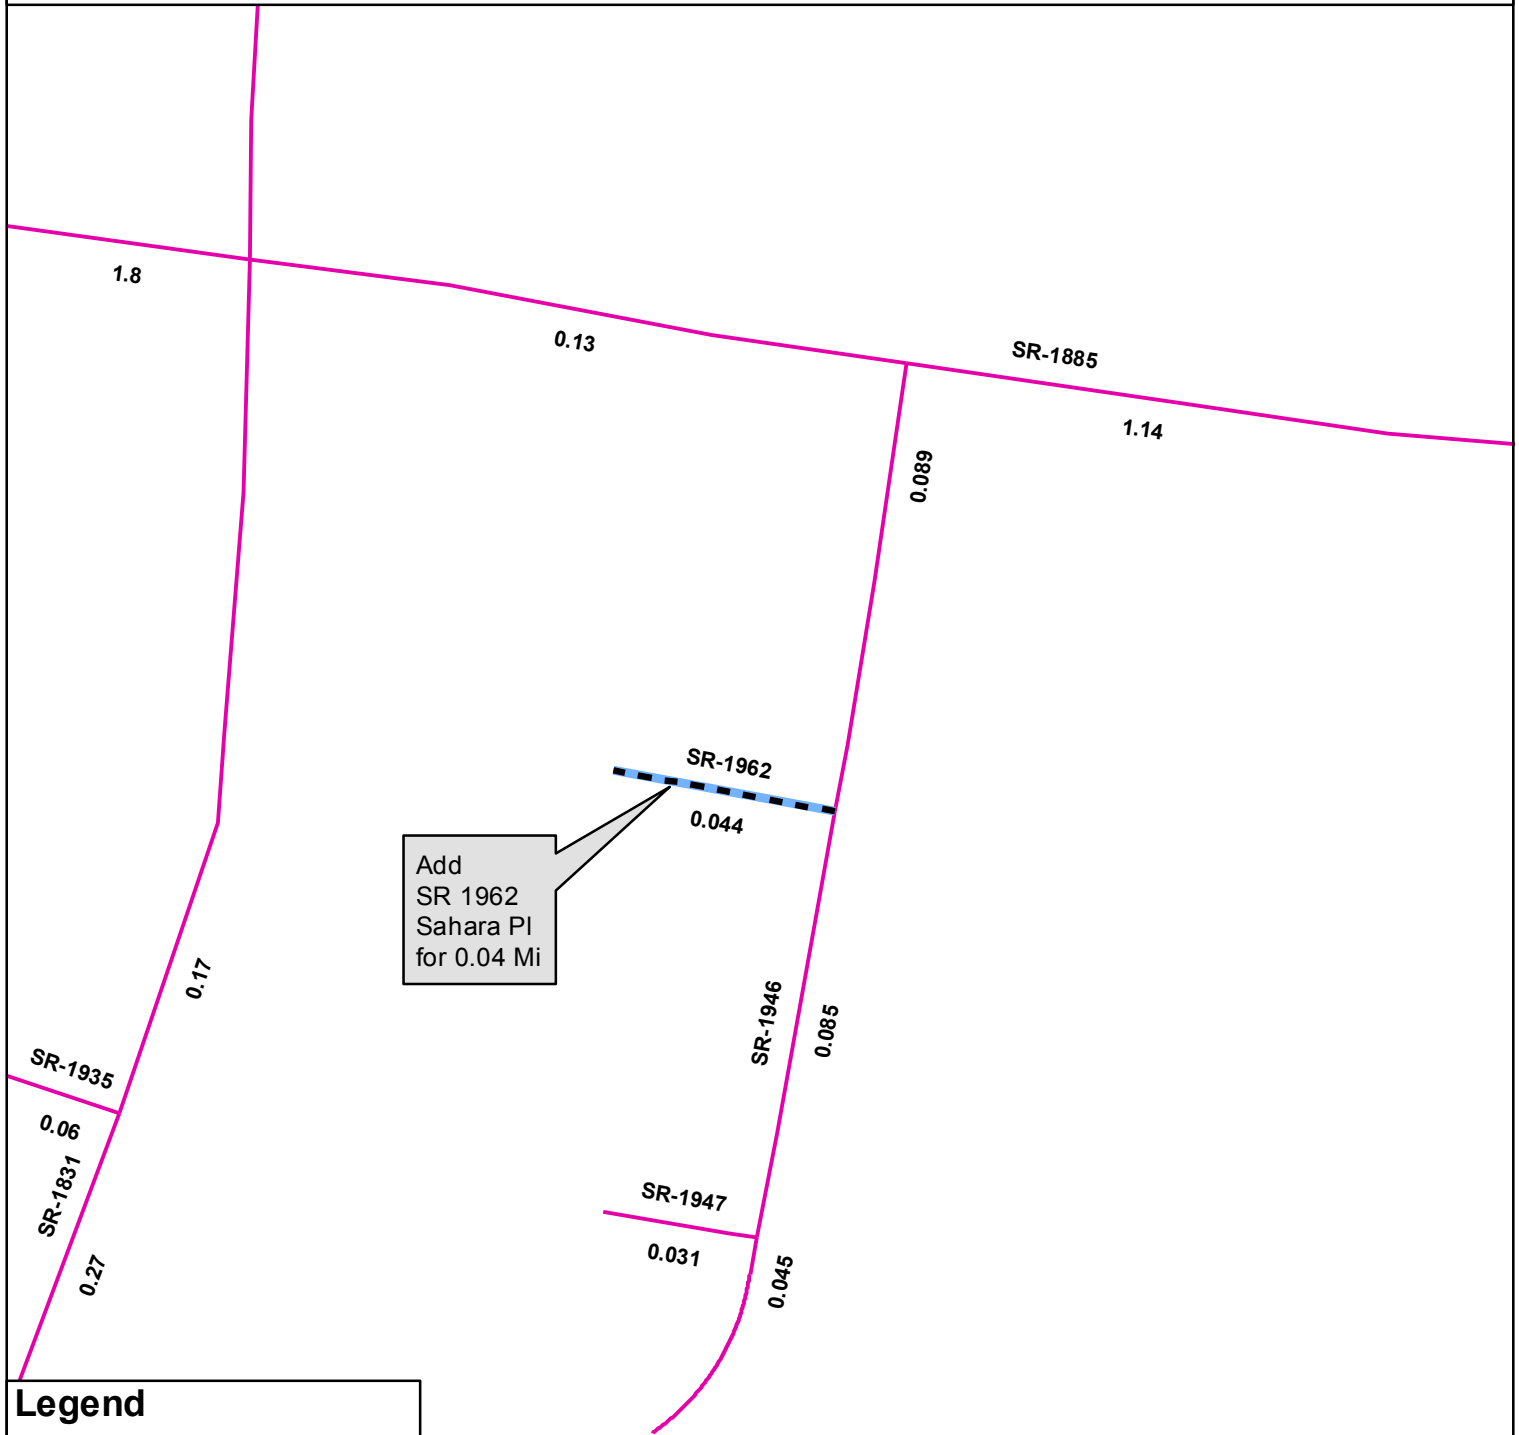 1.8
0.13
SR-1885
1.14
0.089
SR-1962
0.044
Add
SR 1962
Sahara Pl
for 0.04 Mi
0.17
SR-1946
0.085
SR-1935
0.06
SR-1831
0.27
SR-1947
0.031
0.045
Legend